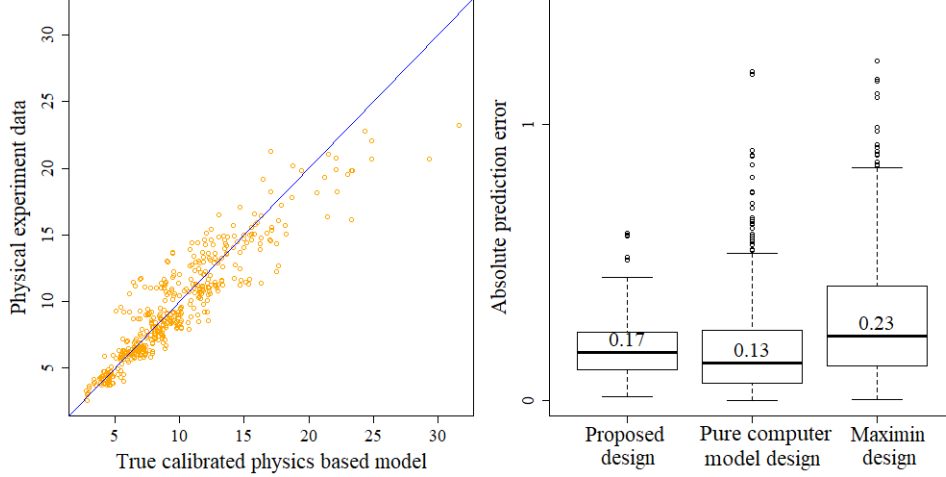 Physical experiment data
30
25
20
15
10
5
5 10 15 20 25 30
True calibrated physics based model
Absolute prediction error
1
0
0.17
0.13
0.23
Proposed
design
Pure computer
model design
Maximin
design